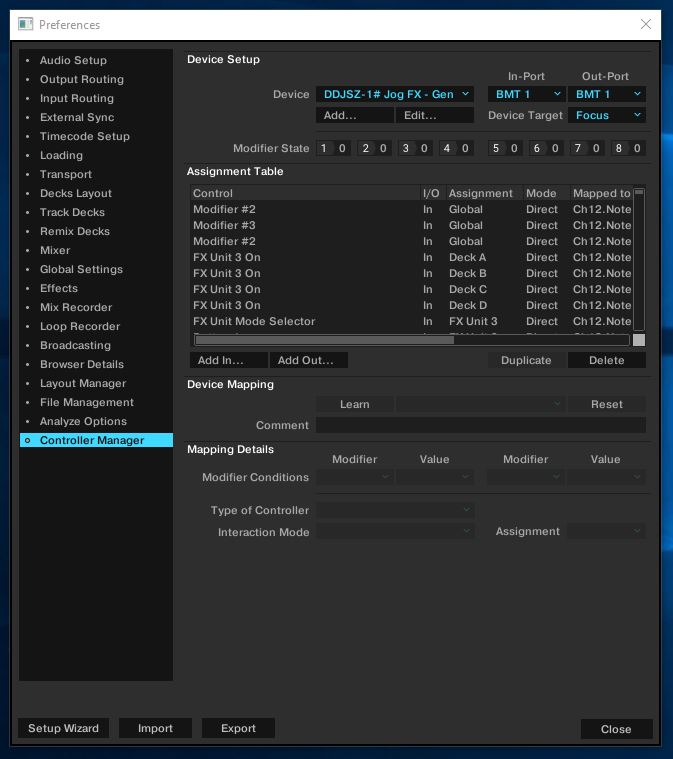 Preferences
Audio Setup
Output Routing
Input Routing
External Sync
Timecode Setup
Loading
Transport
Decks Layout
Track Decks
Remix Decks
Mixer
Global Settings
Effects
Mix Recorder
Loop Recorder
Broadcasting
Browser Details
Layout Manager
File Management
Analyze Options
Controller Manager
Device Setup
In-Port Out-Port
Device DDJSZ-1# Jog FX - Gen BMT 1 BMT 1
Add... Edit... Device Target Focus
Modifier State 1 0 2 0 3 0 4 0 5 0 6 0 7 0 8 0
Assignment Table
Control I/O Assignment Mode Mapped to
Modifier #2 In Global Direct Ch12.Note
Modifier #3 In Global Direct Ch12.Note
Modifier #2 In Global Direct Ch12.Note
FX Unit 3 On In Deck A Direct Ch12.Note
FX Unit 3 On In Deck B Direct Ch12.Note
FX Unit 3 On In Deck C Direct Ch12.Note
FX Unit 3 On In Deck D Direct Ch12.Note
FX Unit Mode Selector In FX Unit 3 Direct Ch12.Note
Add In... Add Out... Duplicate Delete
Device Mapping
Learn Reset
Comment
Mapping Details
Modifier Value Modifier Value
Modifier Conditions
Type of Controller
Interaction Mode Assignment
Setup Wizard Import Export Close